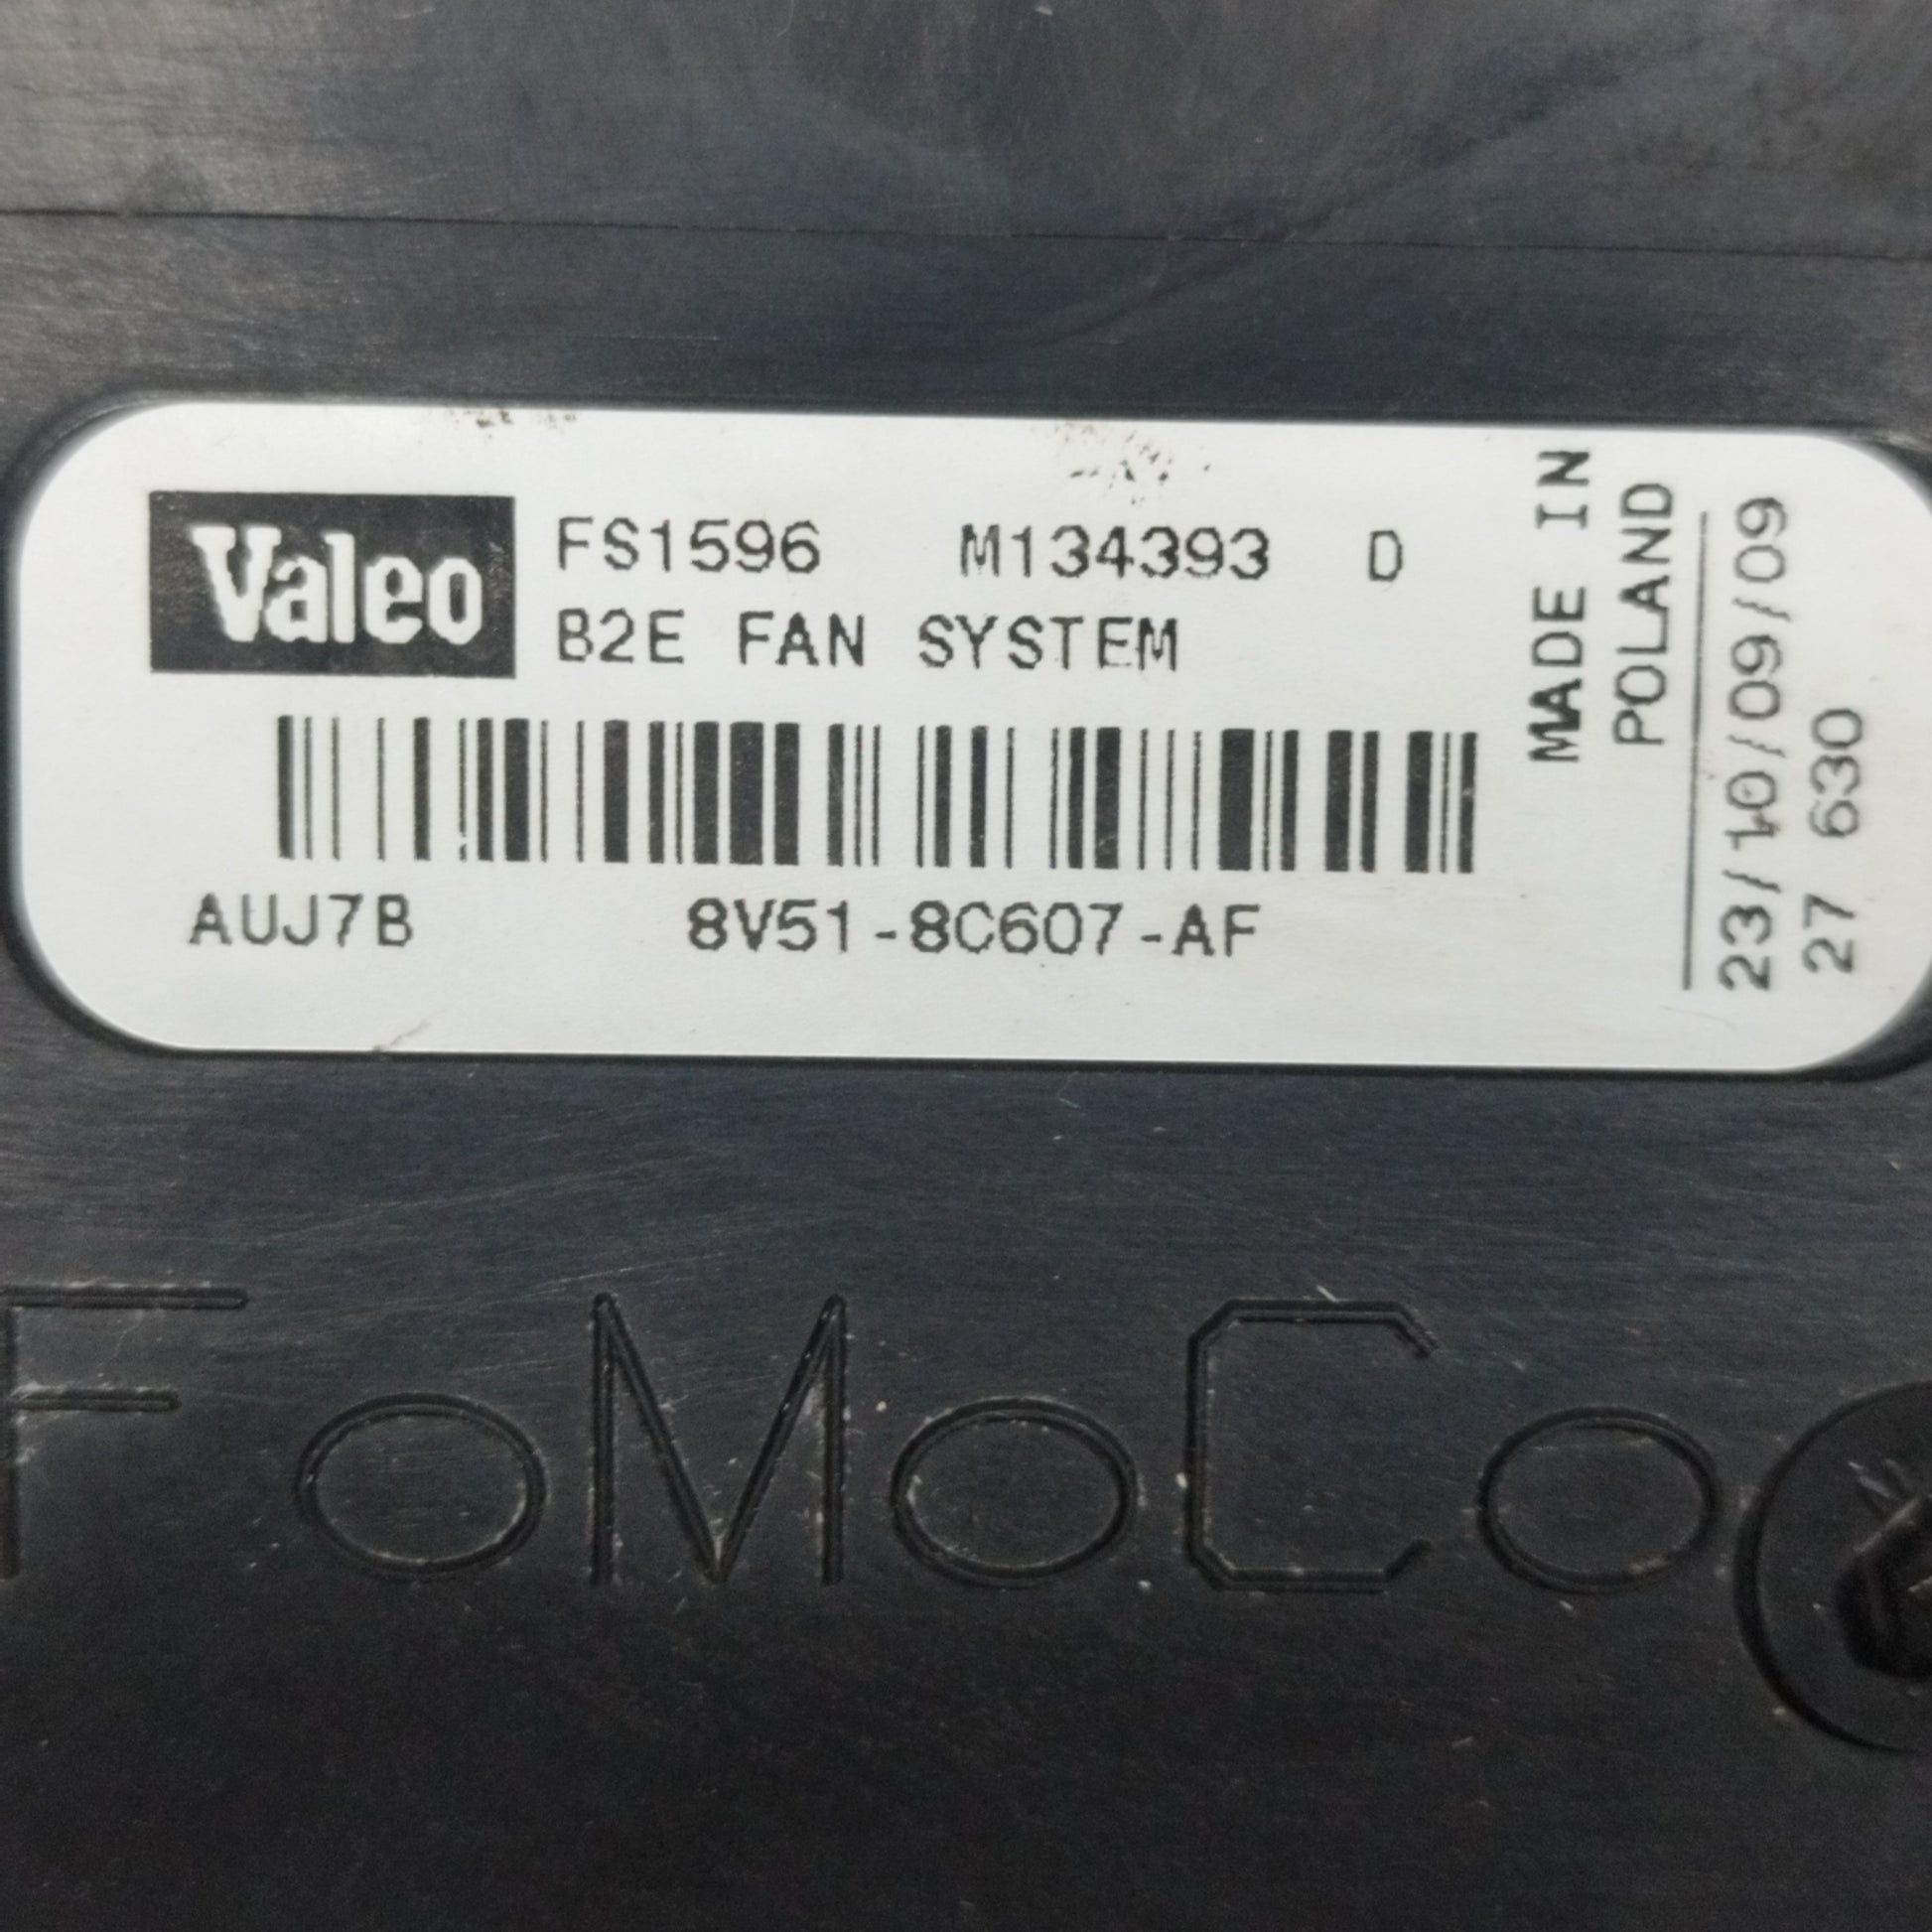 Valeo
FS1596 M134393 D
B2E FAN SYSTEM
AUJ7B 8V51-8C607-AF
MADE IN
POLAND
23/10/09/09
27 630
FoMoCo